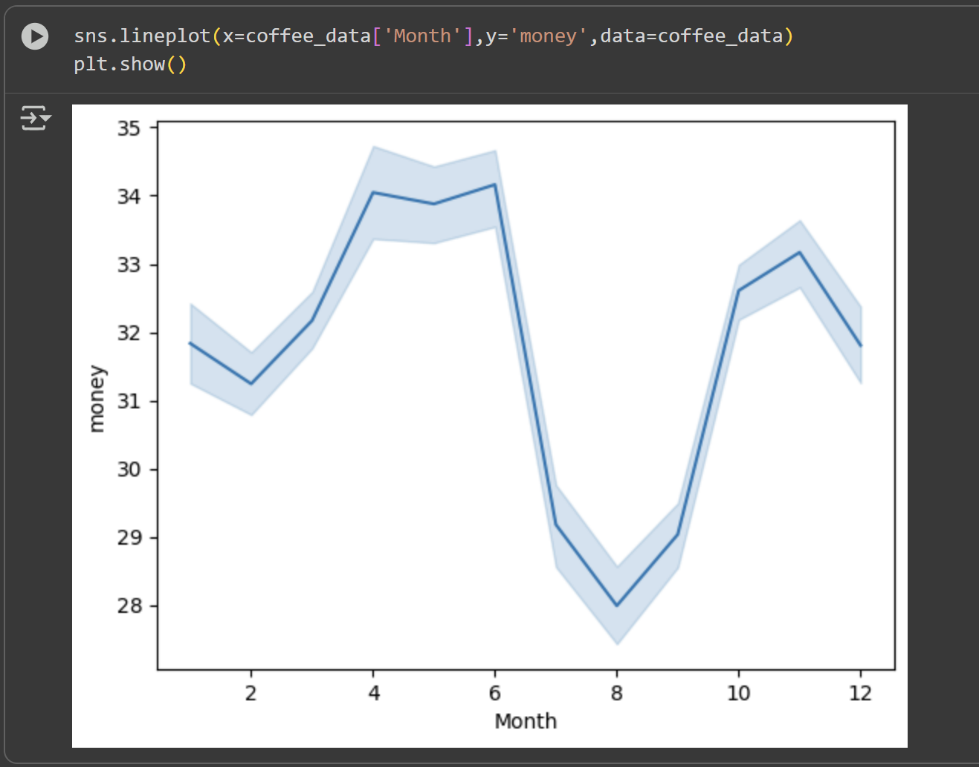 sns.lineplot(x=coffee_data['Month'],y='money',data=coffee_data)
plt.show()
35
34
33
32
31
30
29
28
money
2 4 6 8 10 12
Month